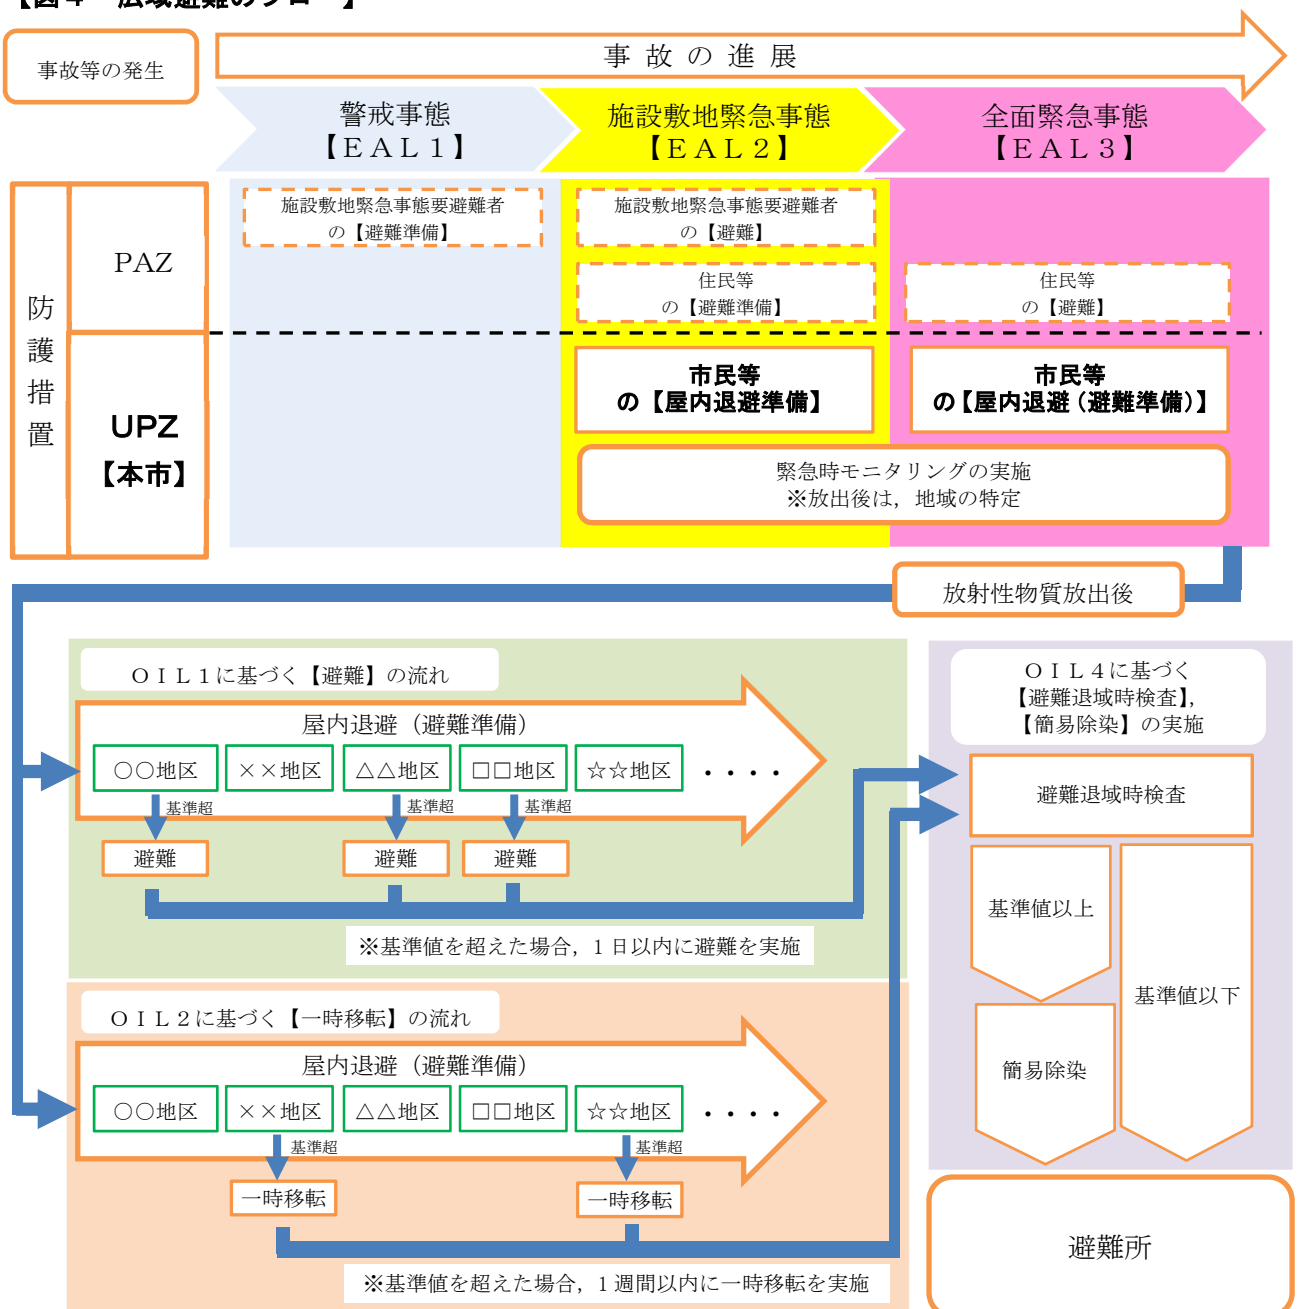 【図４　広域避難のフロー】
事故等の発生
事故の進展
警戒事態
【ＥＡＬ１】
施設敷地緊急事態
【ＥＡＬ２】
全面緊急事態
【ＥＡＬ３】
防護措置
PAZ
施設敷地緊急事態要避難者
の【避難準備】
施設敷地緊急事態要避難者
の【避難】
住民等
の【避難準備】
住民等
の【避難】
UPZ
【本市】
市民等
の【屋内退避準備】
市民等
の【屋内退避（避難準備）】
緊急時モニタリングの実施
※放出後は，地域の特定
放射性物質放出後
ＯＩＬ１に基づく【避難】の流れ
屋内退避（避難準備）
○○地区
××地区
△△地区
□□地区
☆☆地区
・・・・
基準超
基準超
基準超
避難
避難
避難
※基準値を超えた場合，１日以内に避難を実施
ＯＩＬ２に基づく【一時移転】の流れ
屋内退避（避難準備）
○○地区
××地区
△△地区
□□地区
☆☆地区
・・・・
基準超
基準超
一時移転
一時移転
※基準値を超えた場合，１週間以内に一時移転を実施
ＯＩＬ４に基づく
【避難退域時検査】，
【簡易除染】の実施
避難退域時検査
基準値以上
基準値以下
簡易除染
避難所